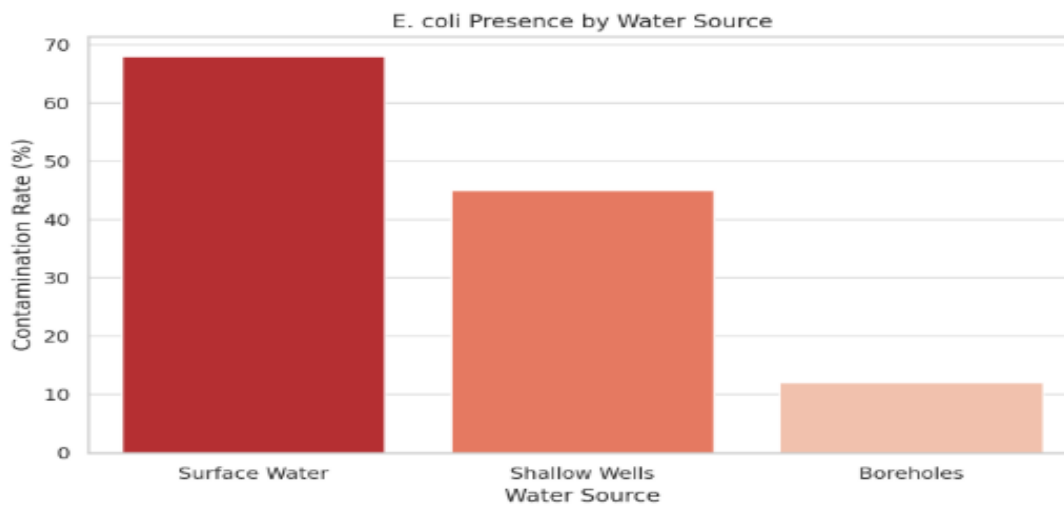 E. coli Presence by Water Source
Contamination Rate (%)
70
60
50
40
30
20
10
0
Surface Water Shallow Wells Boreholes
Water Source